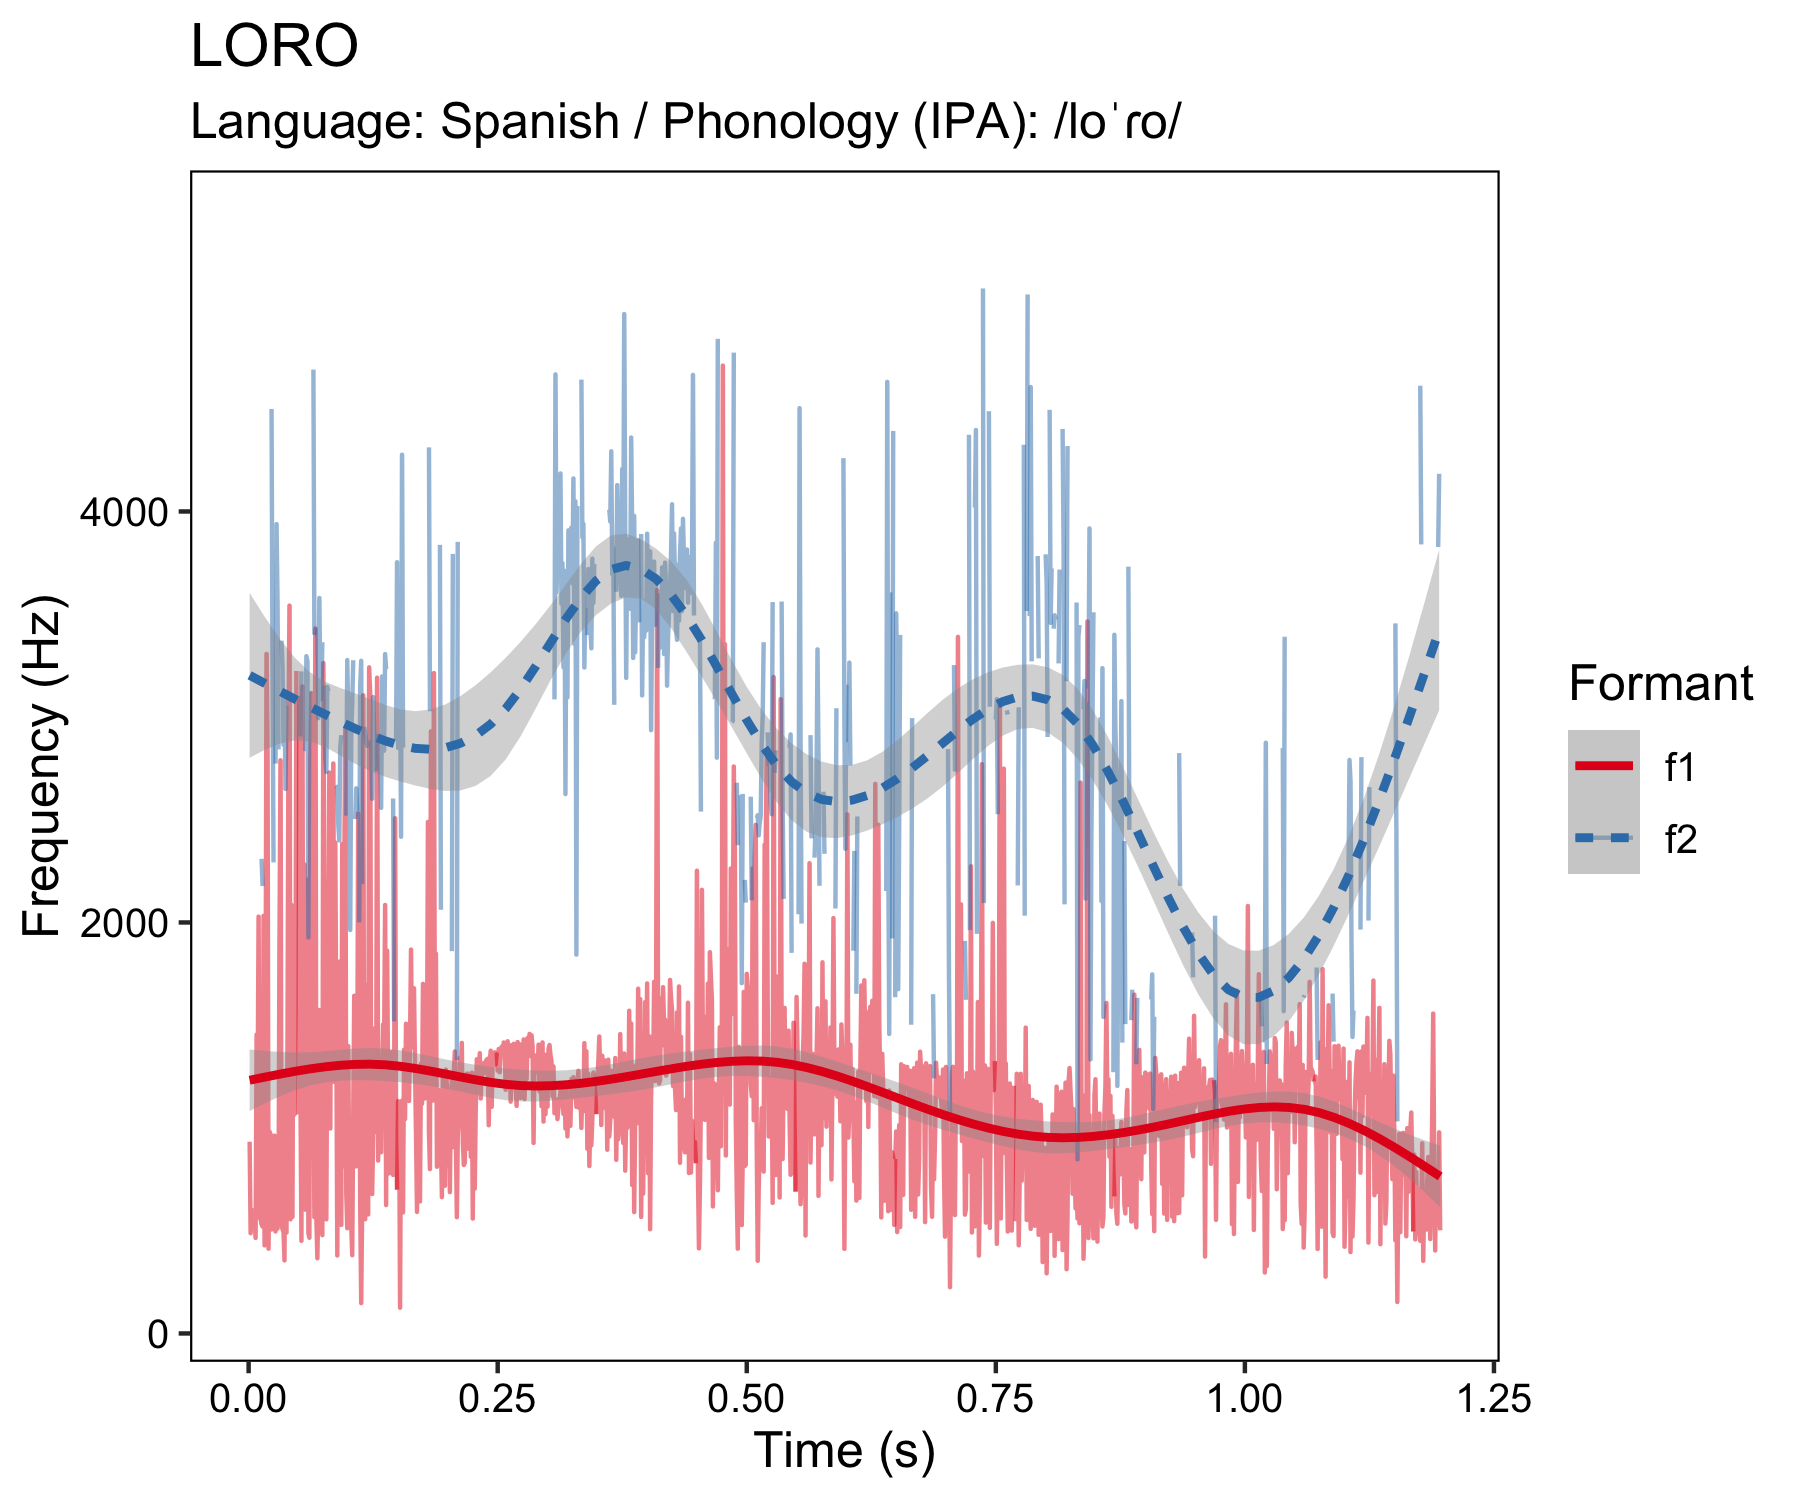 LORO
Language: Spanish / Phonology (IPA): /loˈɾo/
Frequency (Hz)
4000
2000
0
0.00 0.25 0.50 0.75 1.00 1.25
Time (s)
Formant
f1
f2